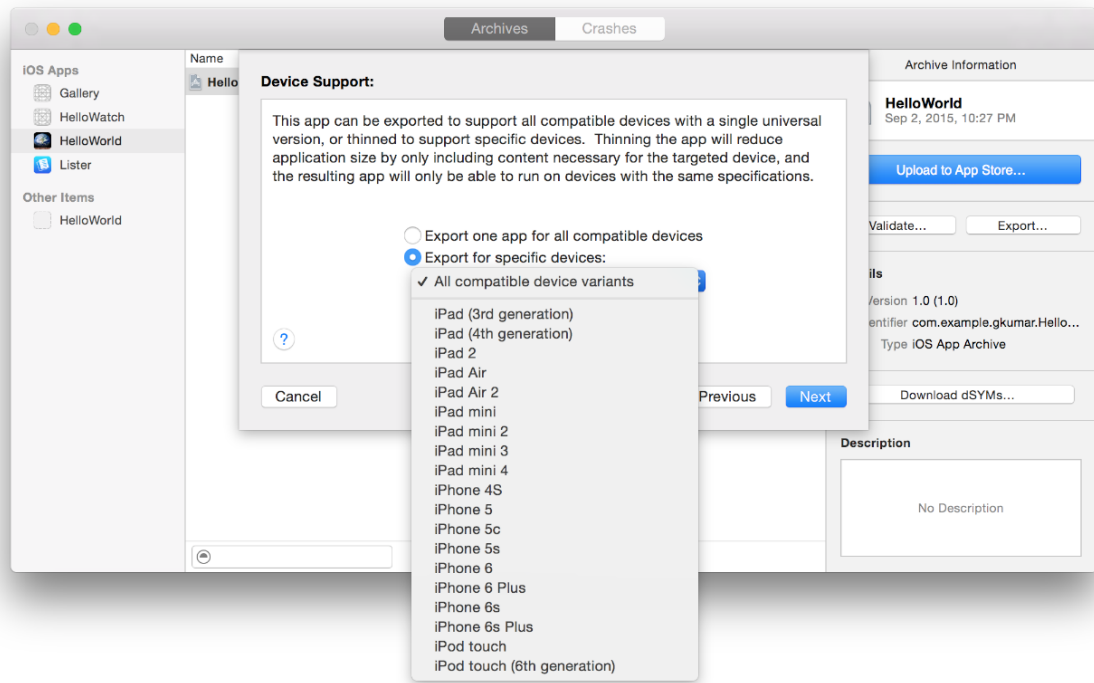 Archives
Crashes
iOS Apps
Gallery
HelloWatch
HelloWorld
Lister
Other Items
HelloWorld
Name
Hello
Device Support:
This app can be exported to support all compatible devices with a single universal
version, or thinned to support specific devices.  Thinning the app will reduce
application size by only including content necessary for the targeted device, and
the resulting app will only be able to run on devices with the same specifications.
Export one app for all compatible devices
Export for specific devices:
✓ All compatible device variants
iPad (3rd generation)
iPad (4th generation)
iPad 2
iPad Air
iPad Air 2
iPad mini
iPad mini 2
iPad mini 3
iPad mini 4
iPhone 4S
iPhone 5
iPhone 5c
iPhone 5s
iPhone 6
iPhone 6 Plus
iPhone 6s
iPhone 6s Plus
iPod touch
iPod touch (6th generation)
?
Cancel
Previous
Next
Archive Information
HelloWorld
Sep 2, 2015, 10:27 PM
Upload to App Store...
Validate...
Export...
ils
Version 1.0 (1.0)
entifier com.example.gkumar.Hello...
Type iOS App Archive
Download dSYMs...
Description
No Description